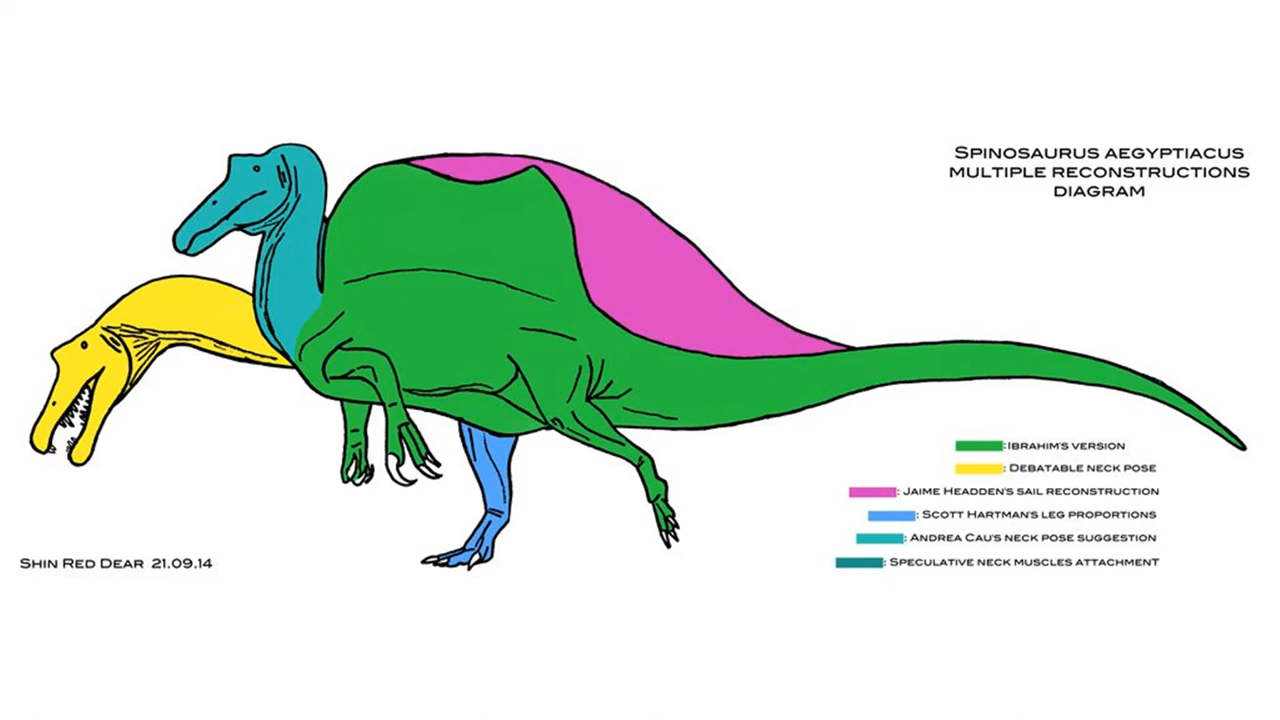 Spinosaurus aegyptiacus
multiple reconstructions
diagram
: Ibrahim's version
: Debatable neck pose
: Jaime Headden's sail reconstruction
: Scott Hartman's leg proportions
: Andrea Cau's neck pose suggestion
: Speculative neck muscles attachment
Shin Red Dear 21.09.14